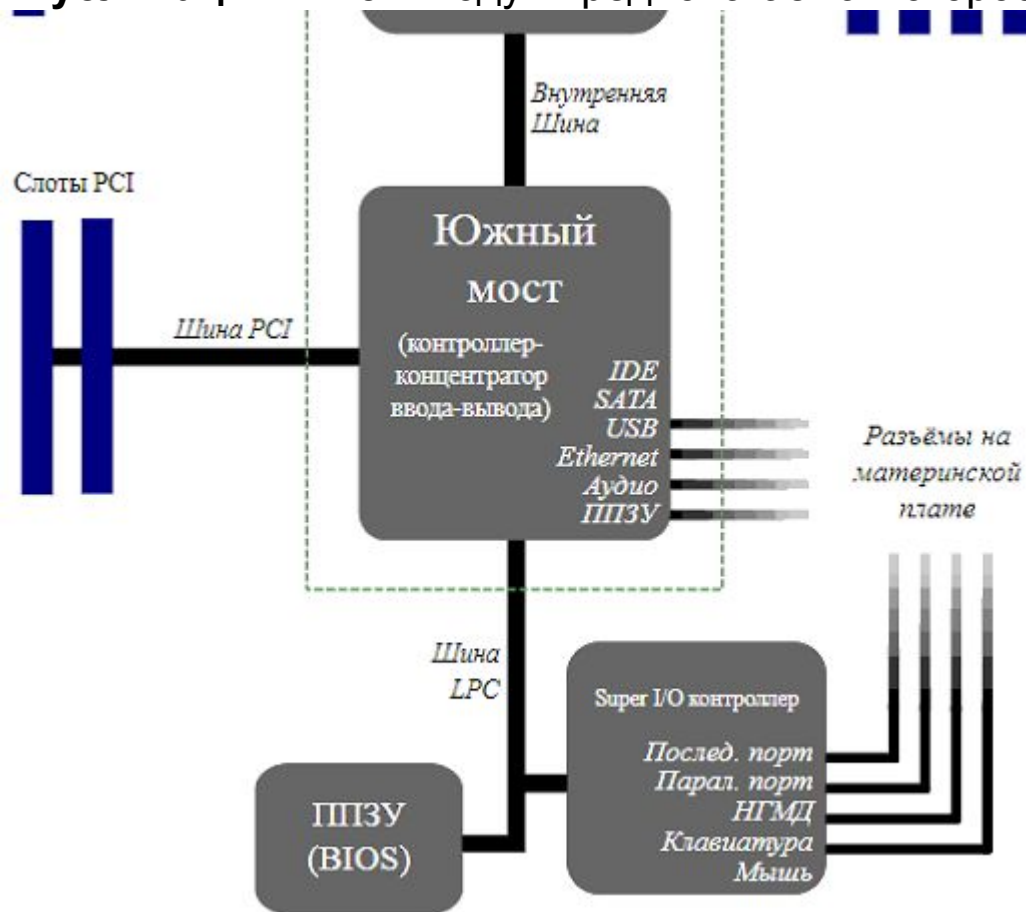 Внутренняя
Шина
Слоты PCI
Южный
мост
Шина PCI
(контроллер-
концентратор
ввода-вывода)
IDE
SATA
USB
Ethernet
Аудио
ППЗУ
Разъёмы на
материнской
плате
Шина
LPC
Super I/O контроллер
Послед. порт
Парал. порт
НГМД
Клавиатура
Мышь
ППЗУ
(BIOS)